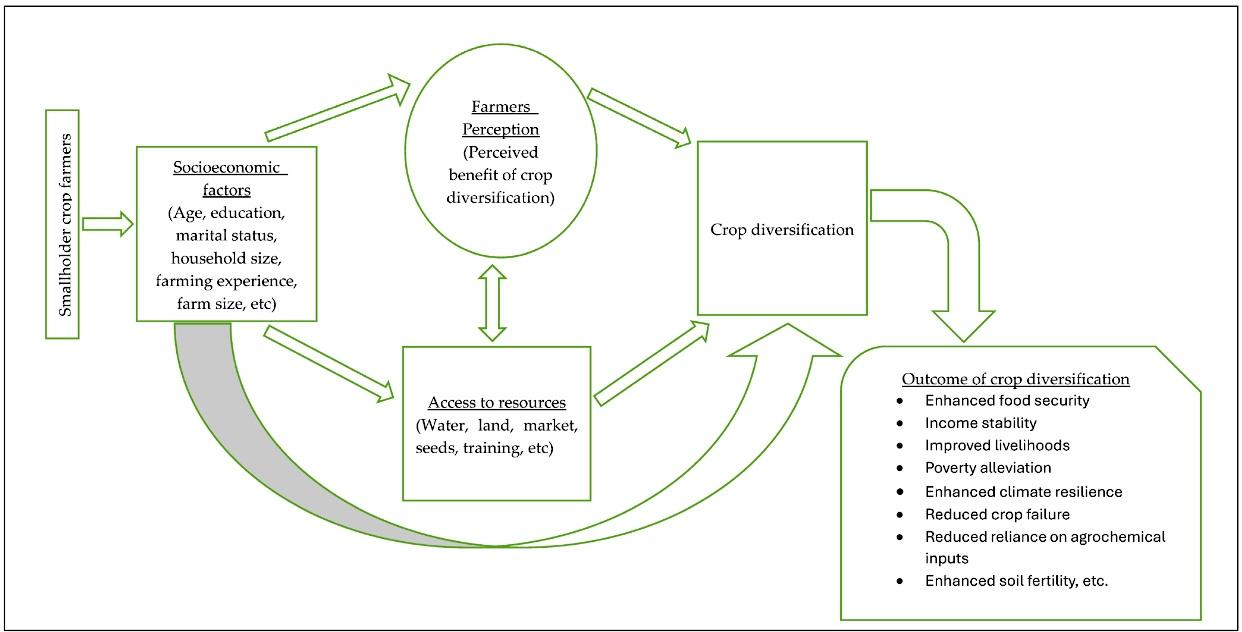 Smallholder crop farmers
Socioeconomic
factors
(Age, education,
marital status,
household size,
farming experience,
farm size, etc)
Farmers
Perception
(Perceived
benefit of crop
diversification)
Access to resources
(Water, land, market,
seeds, training, etc)
Crop diversification
Outcome of crop diversification
• Enhanced food security
• Income stability
• Improved livelihoods
• Poverty alleviation
• Enhanced climate resilience
• Reduced crop failure
• Reduced reliance on agrochemical
inputs
• Enhanced soil fertility, etc.